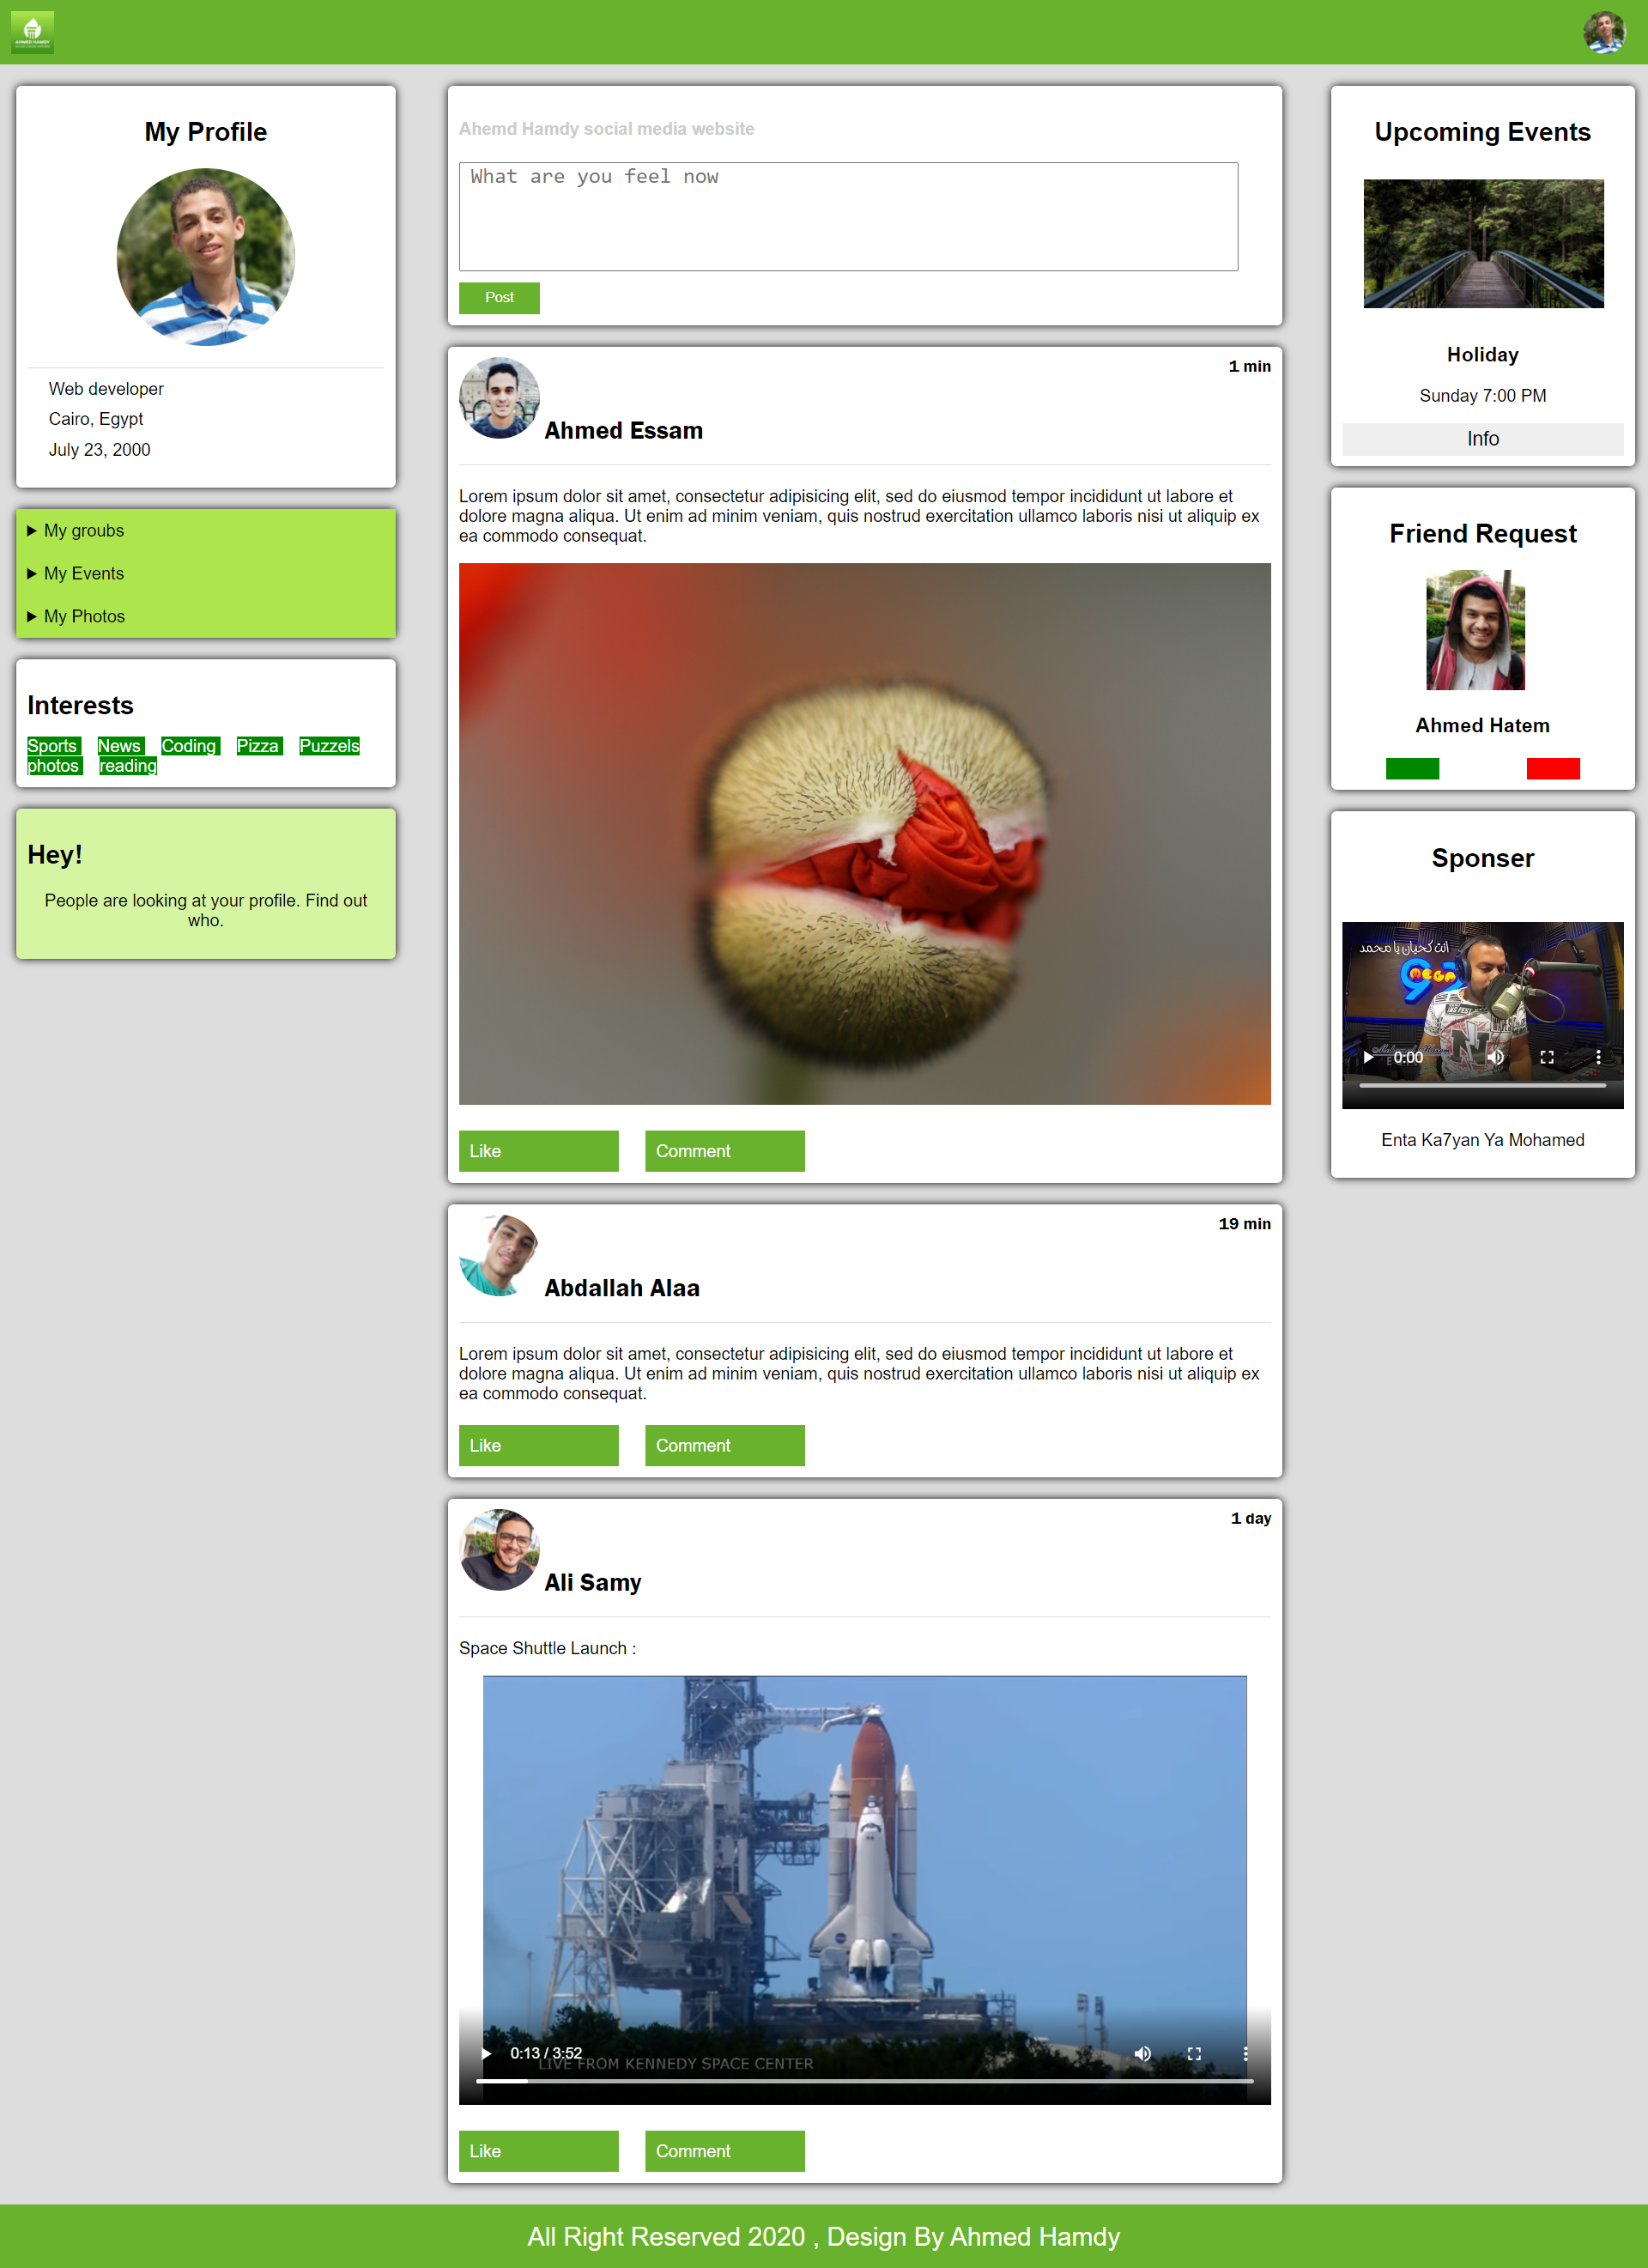 AHMED HAMDY
My Profile
Web developer
Cairo, Egypt
July 23, 2000
My groubs
My Events
My Photos
Interests
Sports News Coding Pizza Puzzels
photos reading
Hey!
People are looking at your profile. Find out
who.
Ahemd Hamdy social media website
What are you feel now
Post
1 min
Ahmed Essam
Lorem ipsum dolor sit amet, consectetur adipisicing elit, sed do eiusmod tempor incididunt ut labore et
dolore magna aliqua. Ut enim ad minim veniam, quis nostrud exercitation ullamco laboris nisi ut aliquip ex
ea commodo consequat.
Like Comment
19 min
Abdallah Alaa
Lorem ipsum dolor sit amet, consectetur adipisicing elit, sed do eiusmod tempor incididunt ut labore et
dolore magna aliqua. Ut enim ad minim veniam, quis nostrud exercitation ullamco laboris nisi ut aliquip ex
ea commodo consequat.
Like Comment
1 day
Ali Samy
Space Shuttle Launch :
0:13 / 3:52
LIVE FROM KENNEDY SPACE CENTER
Like Comment
Upcoming Events
Holiday
Sunday 7:00 PM
Info
Friend Request
Ahmed Hatem
Sponser
انت كحيان يا محمد
MEGA
0:00
Enta Ka7yan Ya Mohamed
All Right Reserved 2020 , Design By Ahmed Hamdy